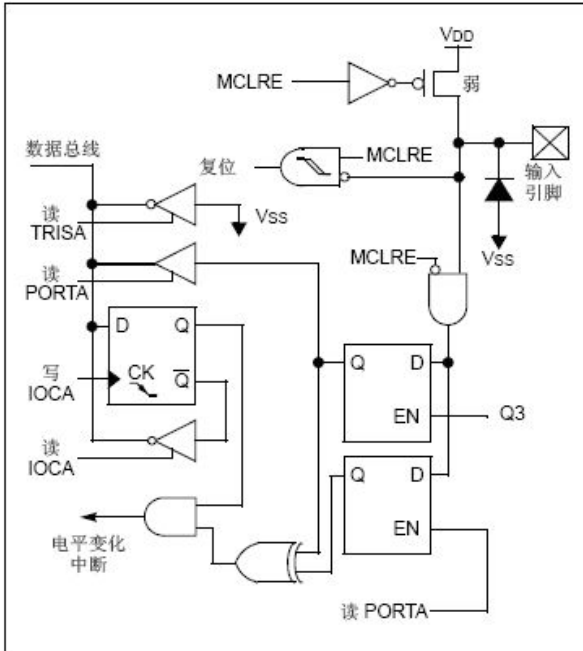 VDD
MCLRE
弱
数据总线
复位
MCLRE
输入
引脚
读
TRISA
VSS
VSS
读
PORTA
MCLRE
D
Q
写
IOCA
CK
Q
Q
D
EN
Q3
读
IOCA
Q
D
EN
电平变化
中断
读 PORTA